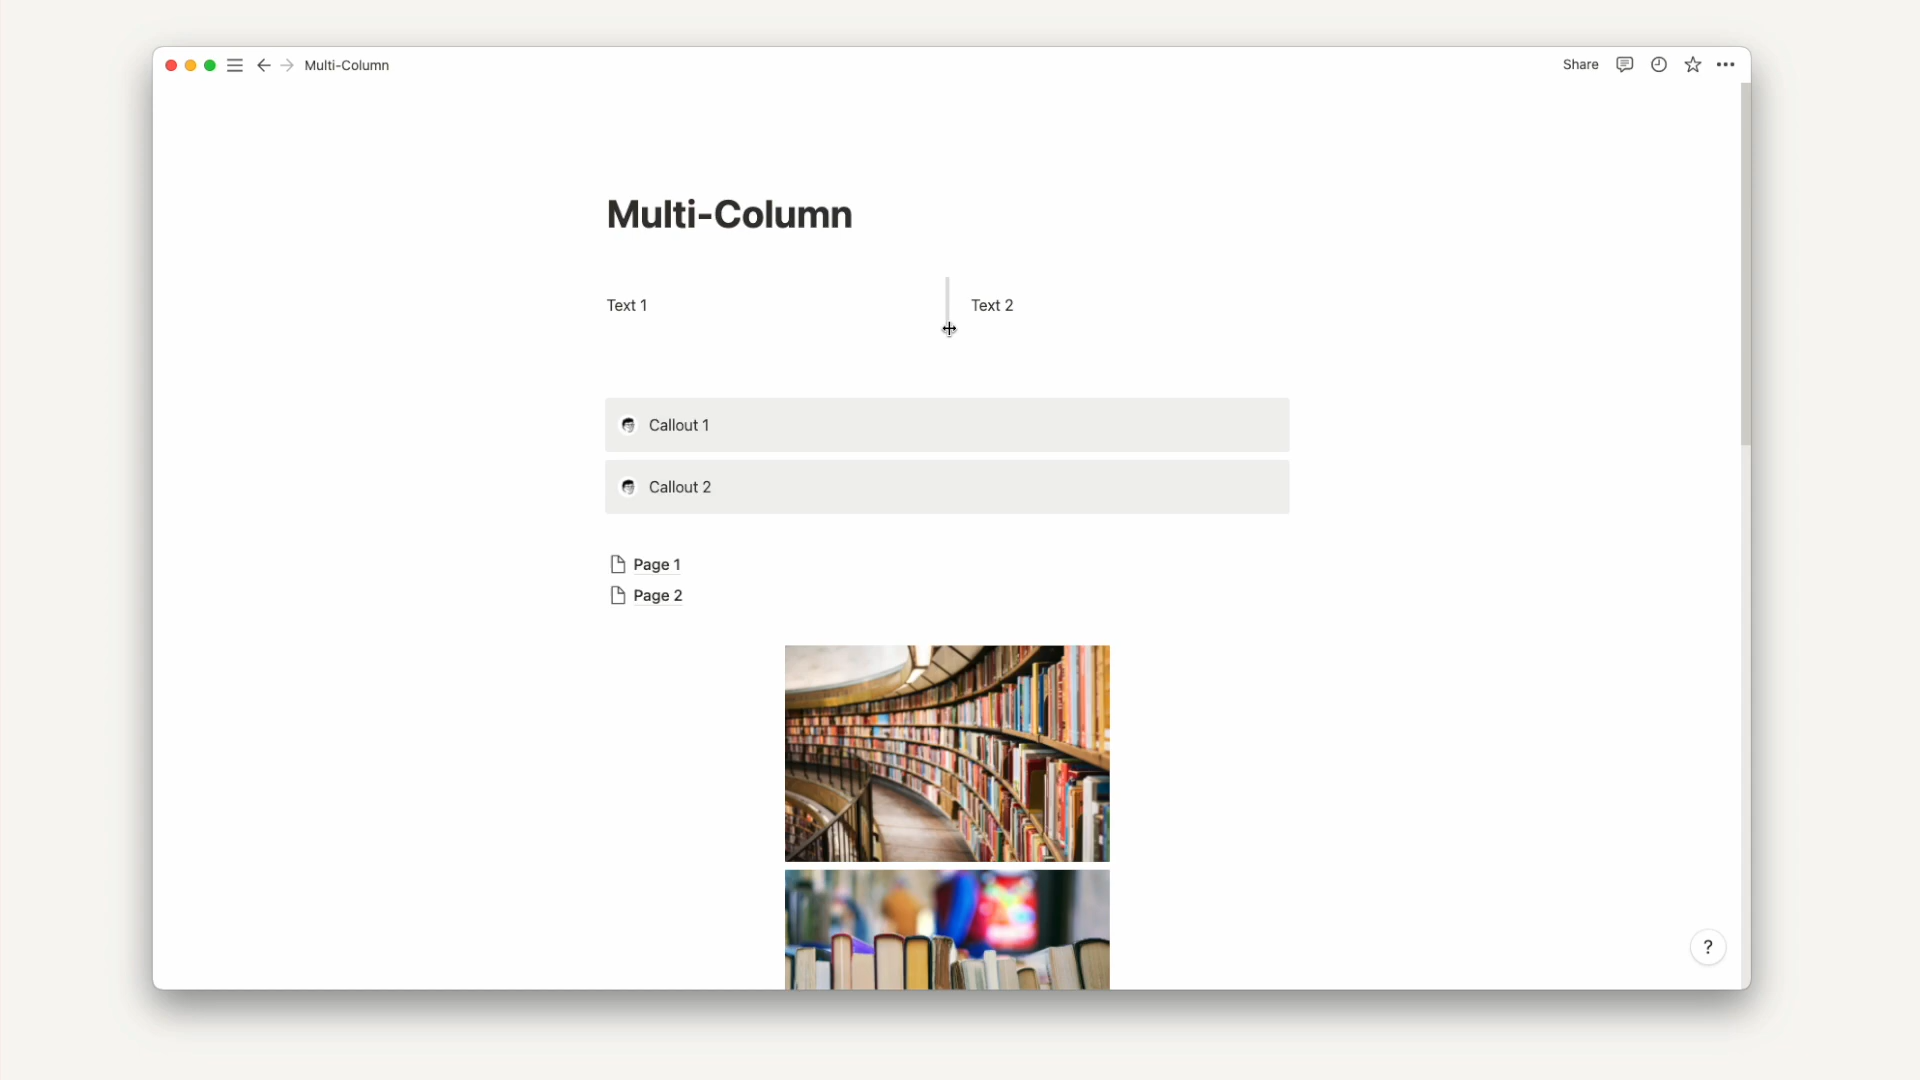 Multi-Column
Share
Multi-Column
Text 1
Text 2
Callout 1
Callout 2
Page 1
Page 2
?